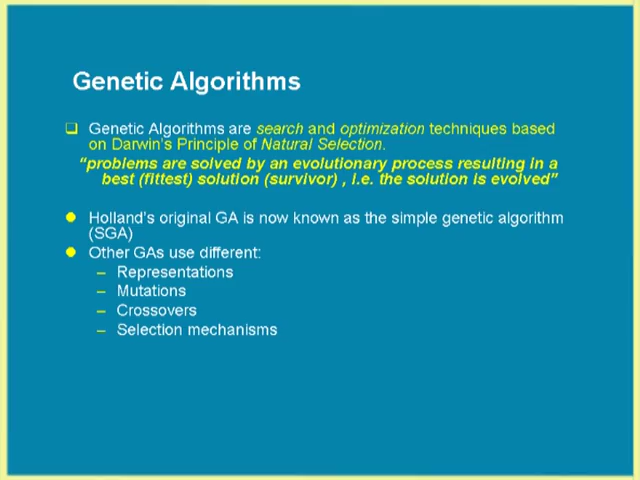 Genetic Algorithms
❑ Genetic Algorithms are search and optimization techniques based
on Darwin's Principle of Natural Selection.
“problems are solved by an evolutionary process resulting in a
best (fittest) solution (survivor) , i.e. the solution is evolved”
● Holland's original GA is now known as the simple genetic algorithm
(SGA)
● Other GAs use different:
– Representations
– Mutations
– Crossovers
– Selection mechanisms